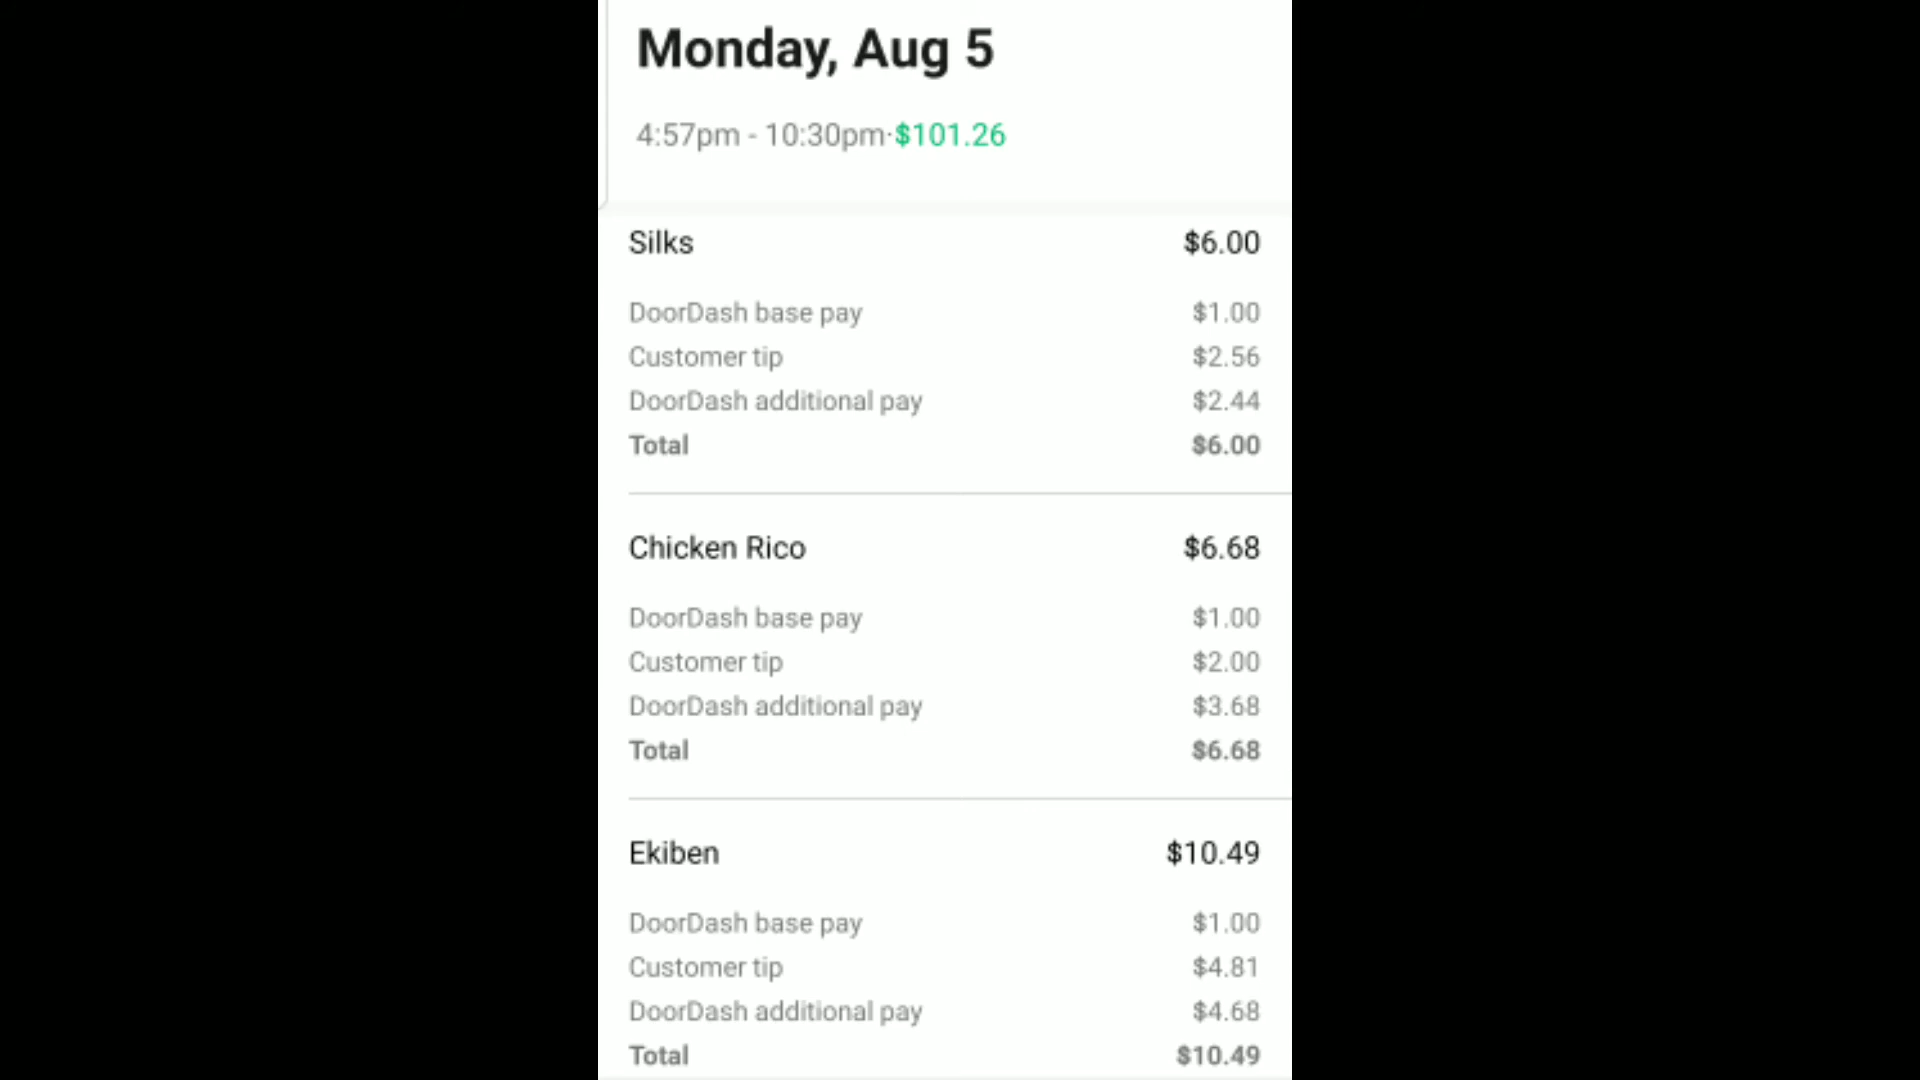 Monday, Aug 5
4:57pm - 10:30pm·$101.26
Silks $6.00
DoorDash base pay $1.00
Customer tip $2.56
DoorDash additional pay $2.44
Total $6.00
Chicken Rico $6.68
DoorDash base pay $1.00
Customer tip $2.00
DoorDash additional pay $3.68
Total $6.68
Ekiben $10.49
DoorDash base pay $1.00
Customer tip $4.81
DoorDash additional pay $4.68
Total $10.49